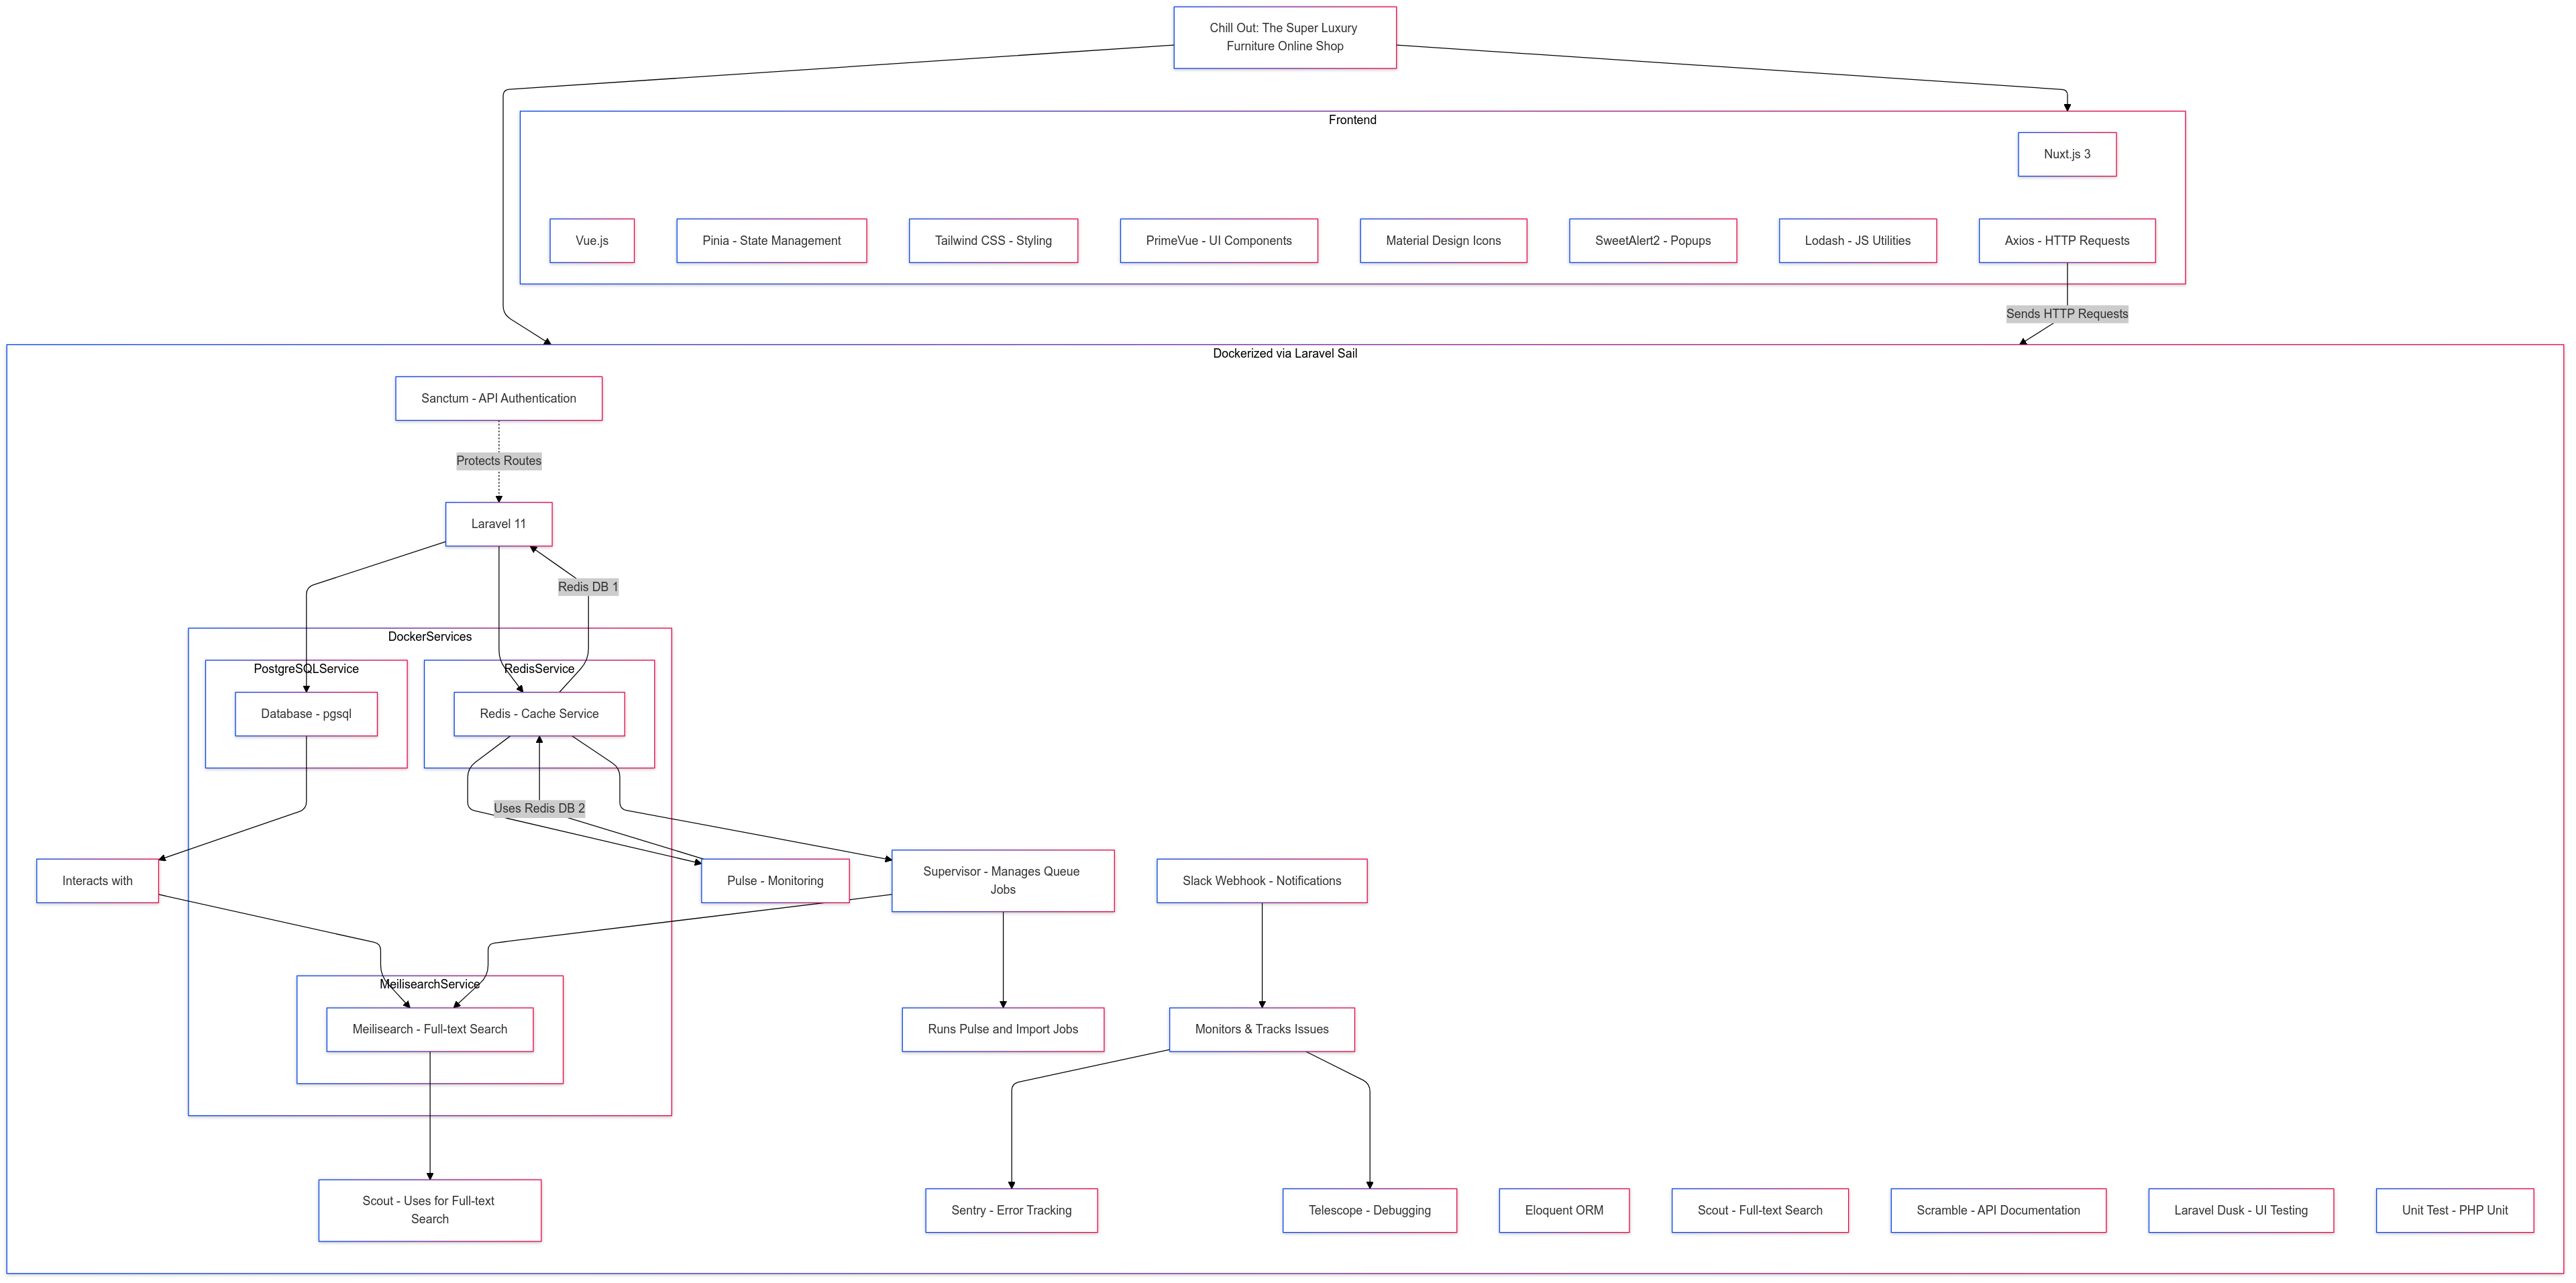 Chill Out: The Super Luxury
Furniture Online Shop
Frontend
Nuxt.js 3
Vue.js
Pinia - State Management
Tailwind CSS - Styling
PrimeVue - UI Components
Material Design Icons
SweetAlert2 - Popups
Lodash - JS Utilities
Axios - HTTP Requests
Sends HTTP Requests
Dockerized via Laravel Sail
Sanctum - API Authentication
Protects Routes
Laravel 11
Redis DB 1
DockerServices
PostgreSQLService
RedisService
Database - pgsql
Redis - Cache Service
Uses Redis DB 2
Interacts with
Pulse - Monitoring
Supervisor - Manages Queue
Jobs
Slack Webhook - Notifications
MeilisearchService
Meilisearch - Full-text Search
Runs Pulse and Import Jobs
Monitors & Tracks Issues
Scout - Uses for Full-text
Search
Sentry - Error Tracking
Telescope - Debugging
Eloquent ORM
Scout - Full-text Search
Scramble - API Documentation
Laravel Dusk - UI Testing
Unit Test - PHP Unit